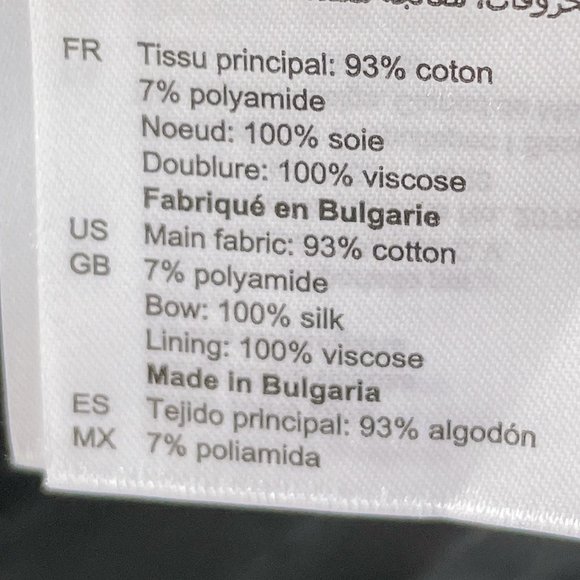 FR Tissu principal: 93% coton
7% polyamide
Noeud: 100% soie
Doublure: 100% viscose
Fabriqué en Bulgarie
US Main fabric: 93% cotton
GB 7% polyamide
Bow: 100% silk
Lining: 100% viscose
Made in Bulgaria
ES Tejido principal: 93% algodón
MX 7% poliamida